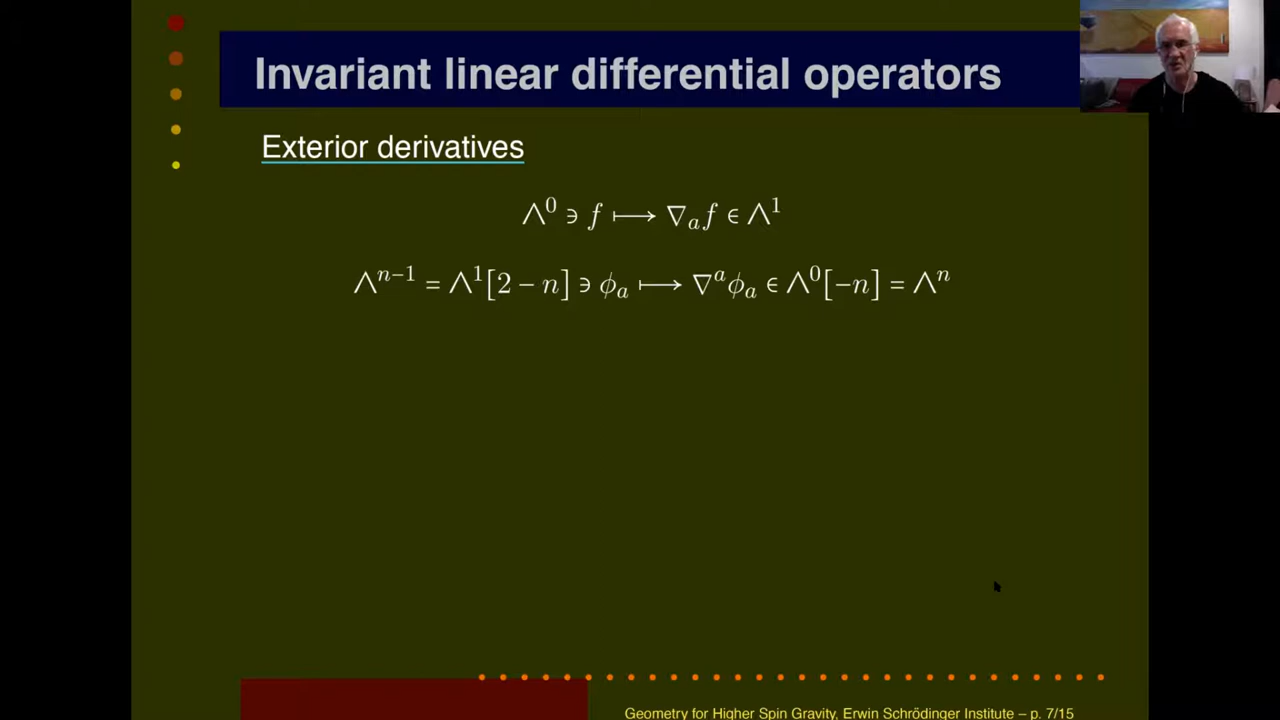 Invariant linear differential operators
Exterior derivatives
⋀⁰ ∋ f ⟼ ∇ₐf ∈ ⋀¹
⋀ⁿ⁻¹ = ⋀¹[2 − n] ∋ ϕₐ ⟼ ∇ᵃϕₐ ∈ ⋀⁰[−n] = ⋀ⁿ
Geometry for Higher Spin Gravity, Erwin Schrödinger Institute – p. 7/15